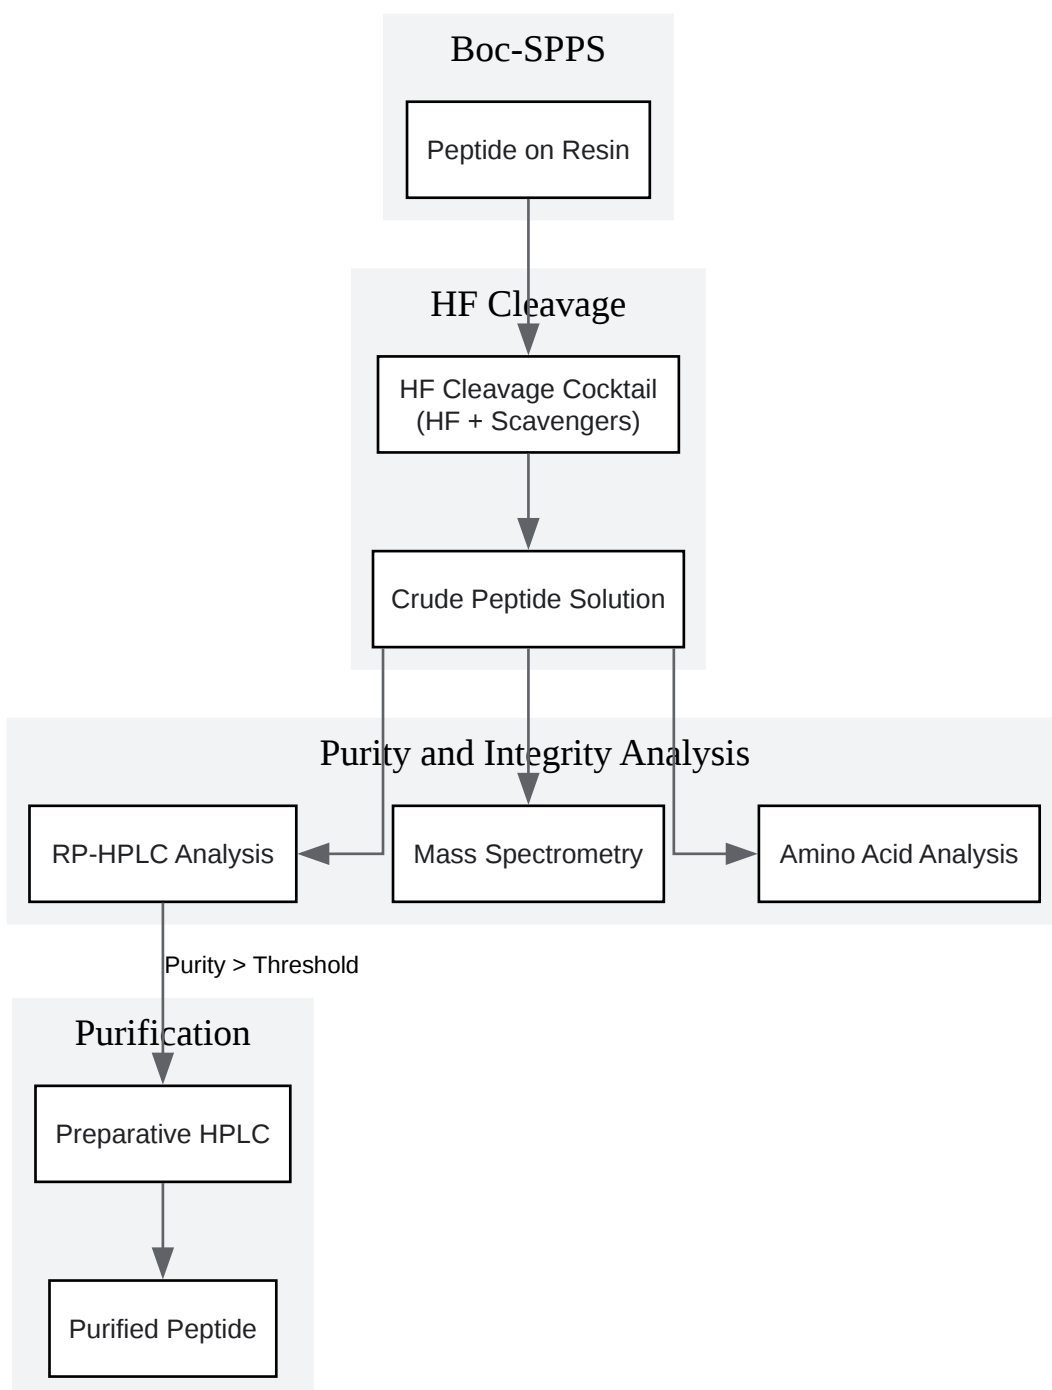 Boc-SPPS
Peptide on Resin
HF Cleavage
HF Cleavage Cocktail
(HF + Scavengers)
Crude Peptide Solution
Purity and Integrity Analysis
RP-HPLC Analysis
Mass Spectrometry
Amino Acid Analysis
Purity > Threshold
Purification
Preparative HPLC
Purified Peptide